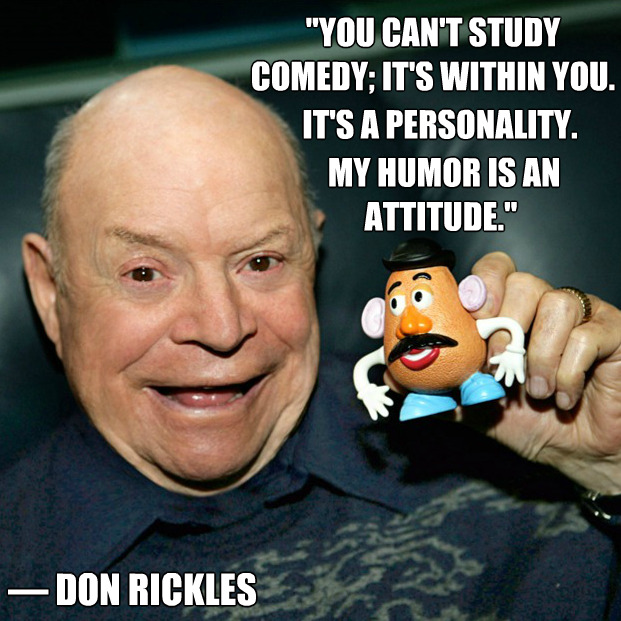 "YOU CAN'T STUDY
COMEDY; IT'S WITHIN YOU.
IT'S A PERSONALITY.
MY HUMOR IS AN
ATTITUDE."
— DON RICKLES